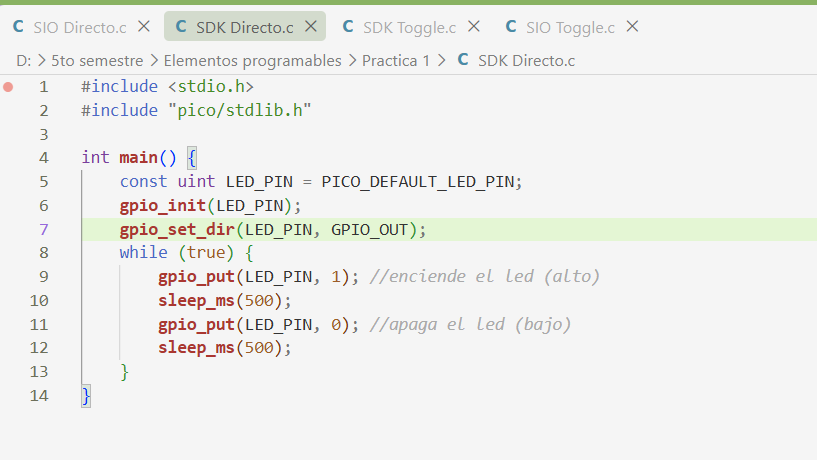 C SIO Directo.c × C SDK Directo.c × C SDK Toggle.c × C SIO Toggle.c ×
D: > 5to semestre > Elementos programables > Practica 1 > C SDK Directo.c
1 #include <stdio.h>
2 #include "pico/stdlib.h"
3
4 int main() {
5     const uint LED_PIN = PICO_DEFAULT_LED_PIN;
6     gpio_init(LED_PIN);
7     gpio_set_dir(LED_PIN, GPIO_OUT);
8     while (true) {
9         gpio_put(LED_PIN, 1); //enciende el led (alto)
10         sleep_ms(500);
11         gpio_put(LED_PIN, 0); //apaga el led (bajo)
12         sleep_ms(500);
13     }
14 }